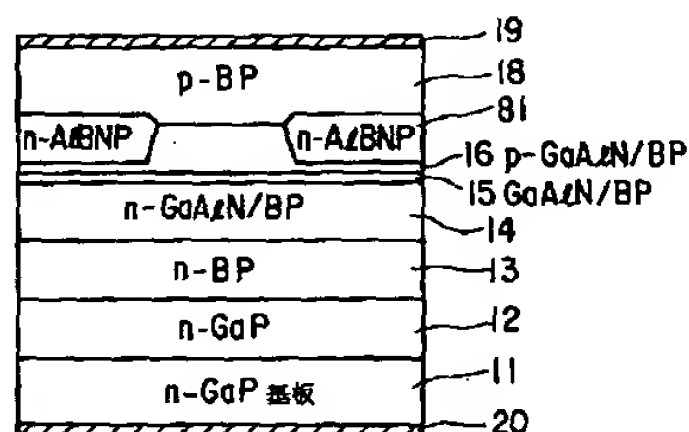 19
p-BP 18
81
n-AlBNP n-AlBNP
16 p-GaAlN/BP
15 GaAlN/BP
n-GaAlN/BP
14
n-BP 13
n-GaP 12
n-GaP 基板 11
20